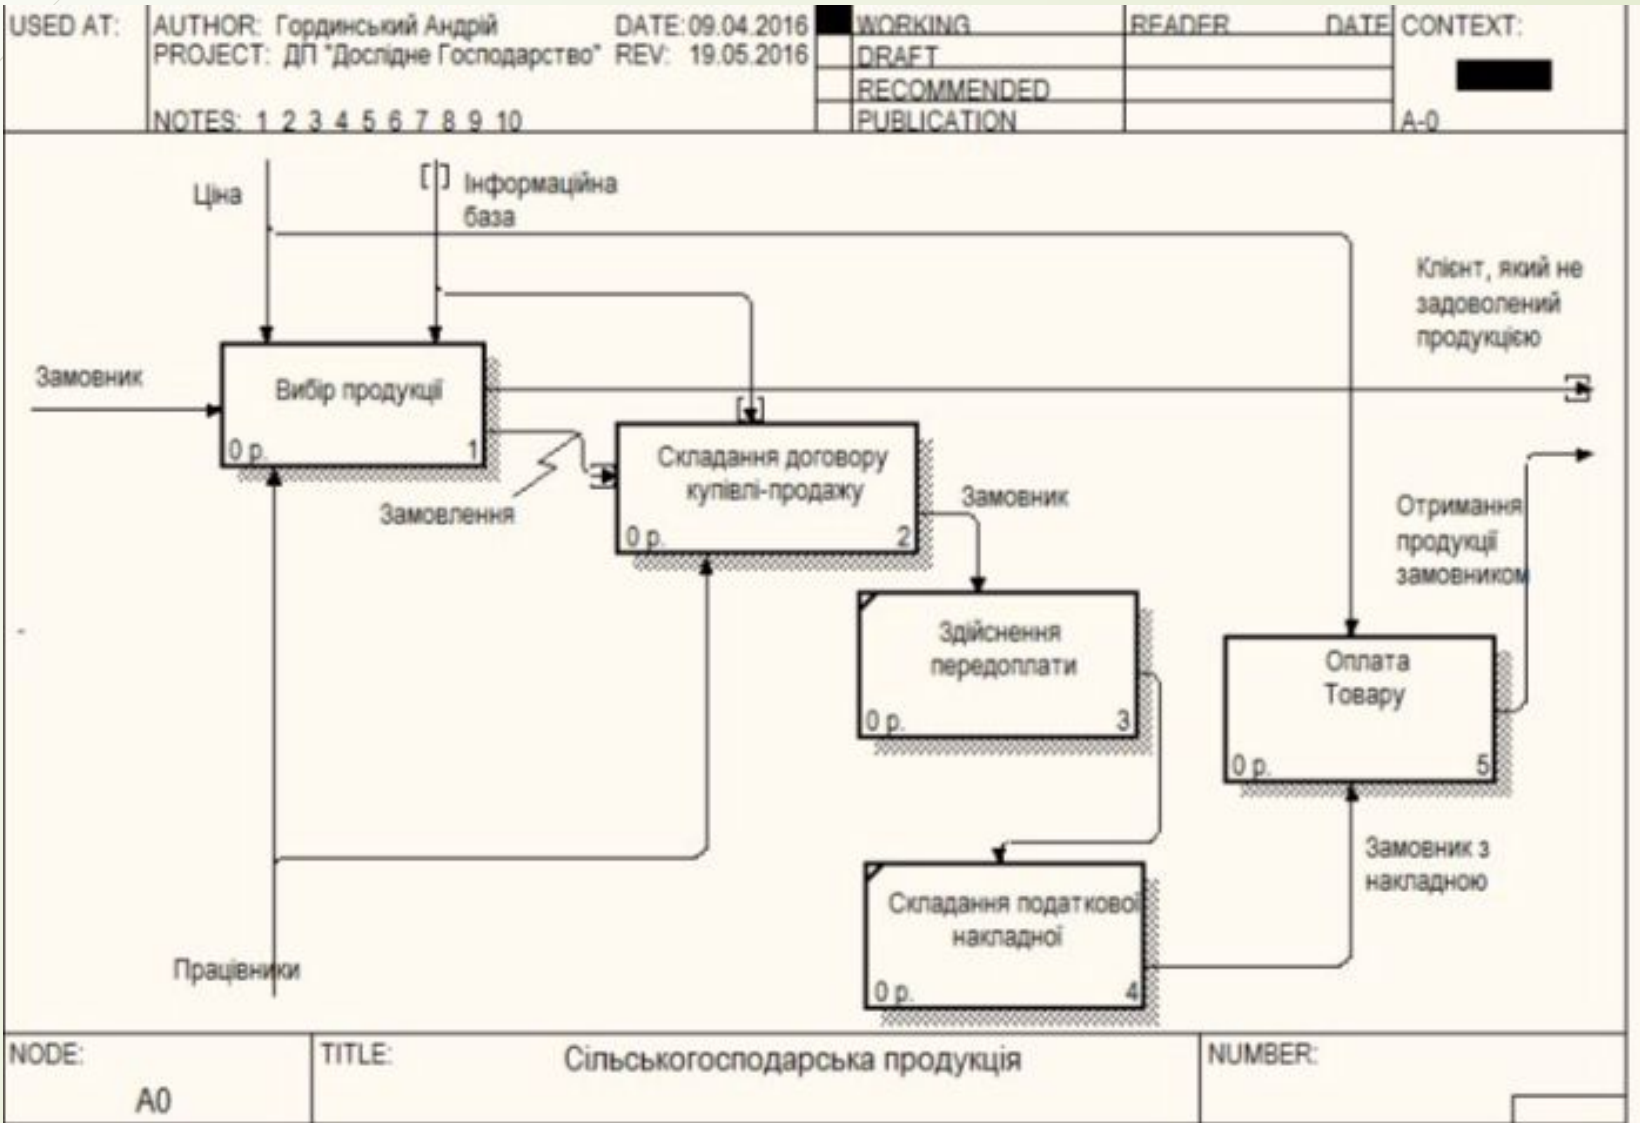 USED AT:
AUTHOR: Гординський Андрій
DATE: 09.04.2016
PROJECT: ДП "Дослідне Господарство"
REV: 19.05.2016
NOTES: 1 2 3 4 5 6 7 8 9 10
WORKING
DRAFT
RECOMMENDED
PUBLICATION
READER
DATE
CONTEXT:
A-0
Ціна
Інформаційна
база
Клієнт, який не
задоволений
продукцією
Замовник
Вибір продукції
0 р.
1
Замовлення
Складання договору
купівлі-продажу
0 р.
2
Замовник
Отримання
продукції
замовником
Здійснення
передоплати
0 р.
3
Оплата
Товару
0 р.
5
Замовник з
накладною
Складання податкової
накладної
0 р.
4
Працівники
NODE:
A0
TITLE:
Сільськогосподарська продукція
NUMBER: